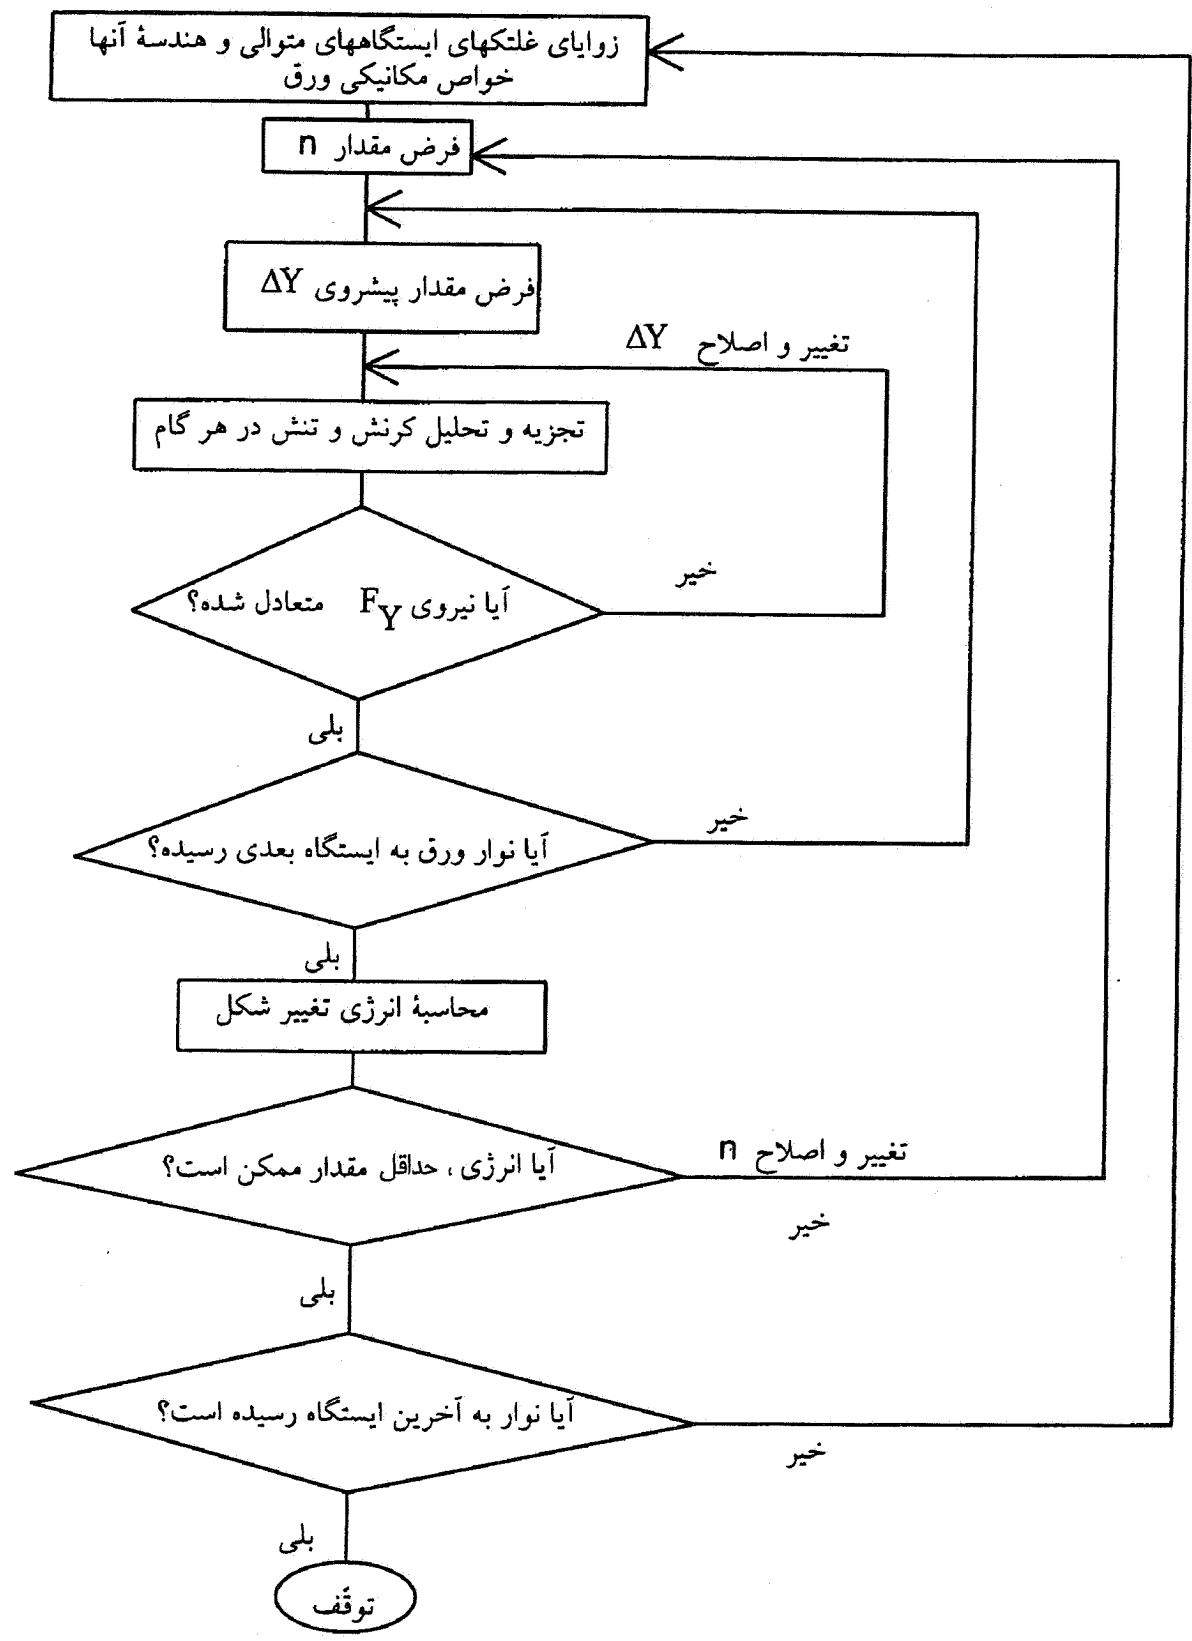 زوایای غلتکهای ایستگاههای متوالی و هندسهٔ آنها
خواص مکانیکی ورق
فرض مقدار n
فرض مقدار پیشروی ΔY
تغییر و اصلاح ΔY
تجزیه و تحلیل کرنش و تنش در هر گام
خیر
آیا نیروی FY متعادل شده؟
بلی
خیر
آیا نوار ورق به ایستگاه بعدی رسیده؟
بلی
محاسبهٔ انرژی تغییر شکل
تغییر و اصلاح n
آیا انرژی ، حداقل مقدار ممکن است؟
خیر
بلی
آیا نوار به آخرین ایستگاه رسیده است؟
خیر
بلی
توقّف